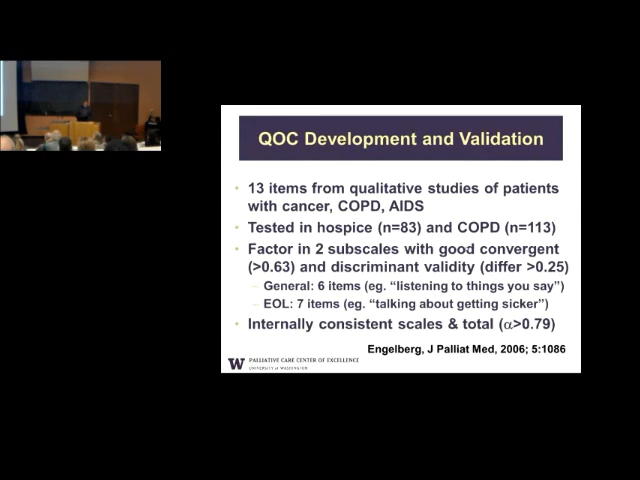 QOC Development and Validation
• 13 items from qualitative studies of patients
with cancer, COPD, AIDS
• Tested in hospice (n=83) and COPD (n=113)
• Factor in 2 subscales with good convergent
(>0.63) and discriminant validity (differ >0.25)
– General: 6 items (eg. “listening to things you say”)
– EOL: 7 items (eg. “talking about getting sicker”)
• Internally consistent scales & total (α>0.79)
Engelberg, J Palliat Med, 2006; 5:1086
W PALLIATIVE CARE CENTER OF EXCELLENCE
UNIVERSITY of WASHINGTON